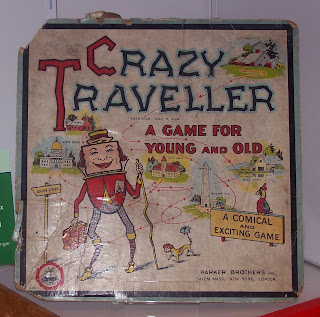 CRAZY
TRAVELLER
A GAME FOR
YOUNG AND OLD
A COMICAL
AND
EXCITING GAME
PARKER BROTHERS INC.
SALEM, MASS., NEW YORK, LONDON